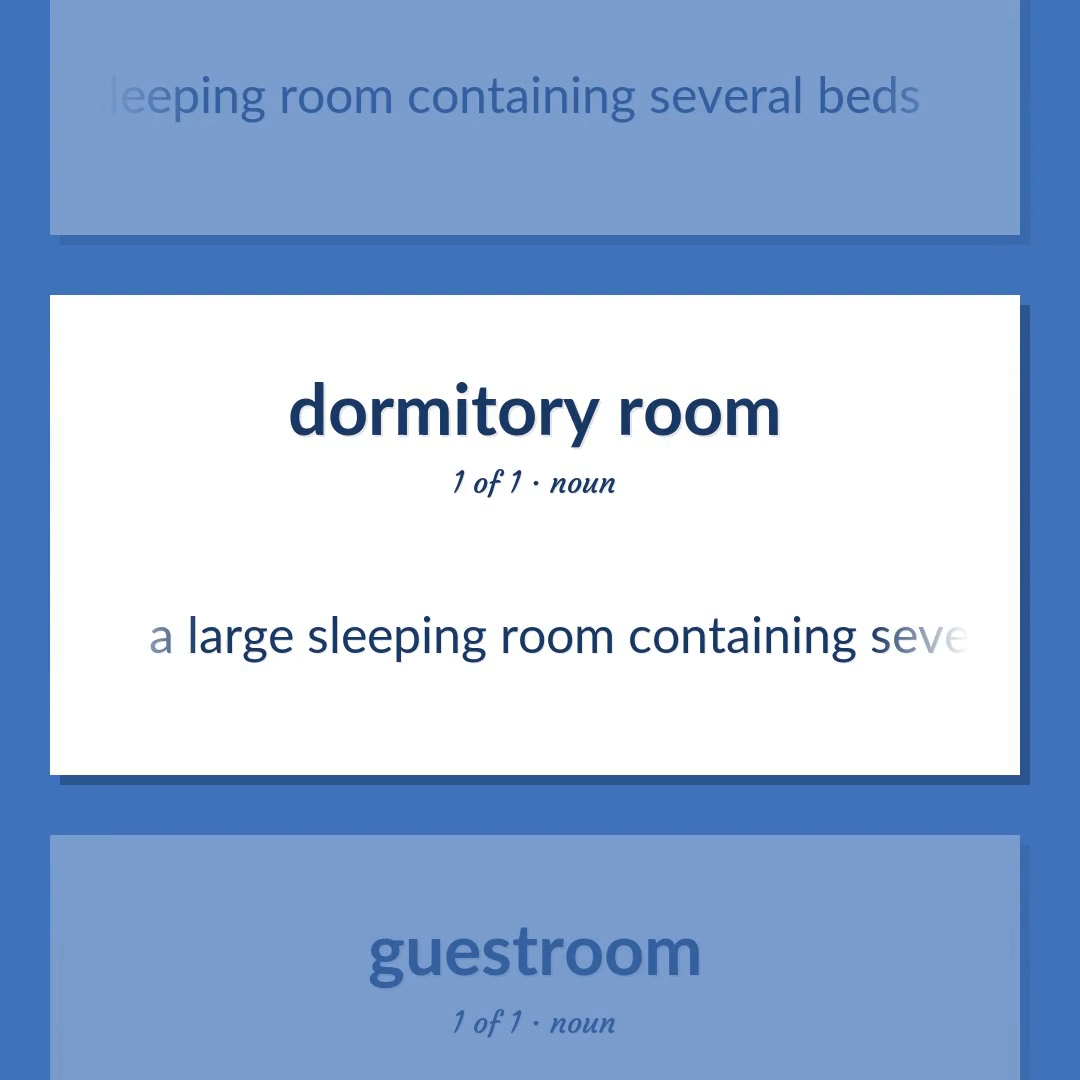 leeping room containing several beds
dormitory room
1 of 1 · noun
a large sleeping room containing seve
guestroom
1 of 1 · noun